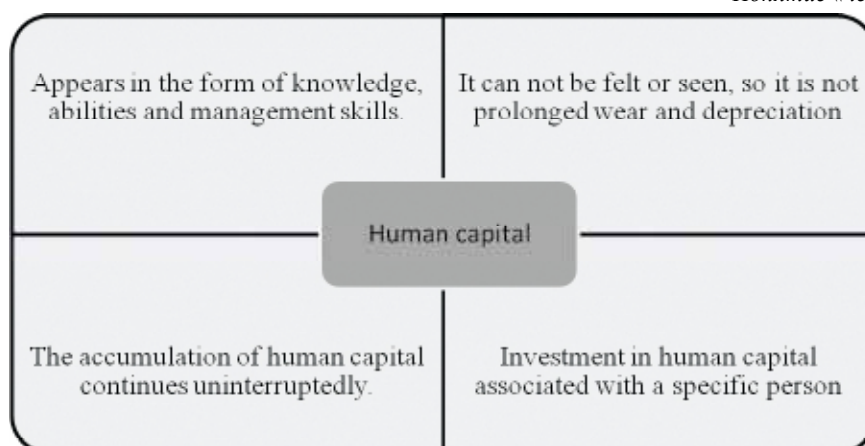 Appears in the form of knowledge,
abilities and management skills.
It can not be felt or seen, so it is not
prolonged wear and depreciation
Human capital
The accumulation of human capital
continues uninterruptedly.
Investment in human capital
associated with a specific person